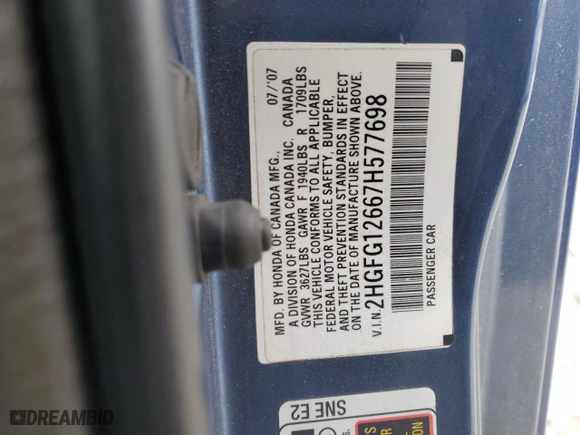 MFD. BY HONDA OF CANADA MFG., 07/'07
A DIVISION OF HONDA CANADA INC. CANADA
GVWR 3627LBS GAWR F 1940LBS R 1709LBS
THIS VEHICLE CONFORMS TO ALL APPLICABLE
FEDERAL MOTOR VEHICLE SAFETY, BUMPER,
AND THEFT PREVENTION STANDARDS IN EFFECT
ON THE DATE OF MANUFACTURE SHOWN ABOVE.
V.I.N. 2HGFG12667H577698
PASSENGER CAR
SNE E2
DREAMBID